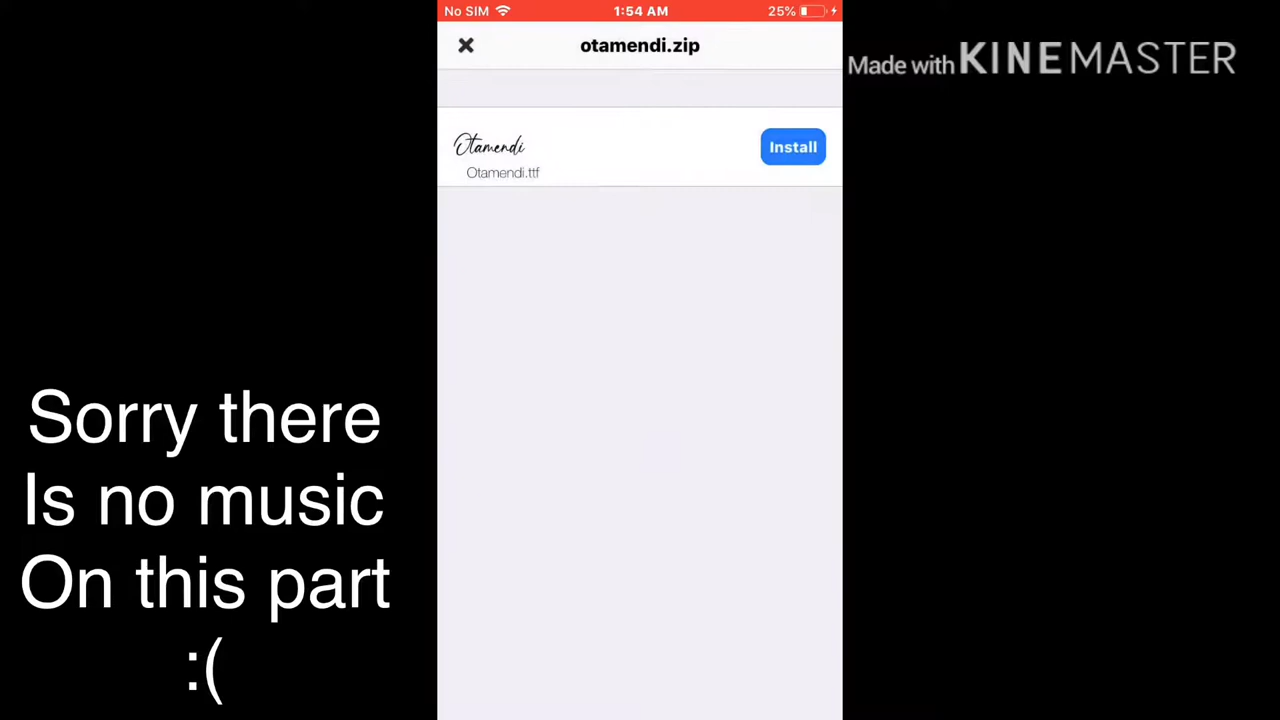 No SIM 1:54 AM 25%
otamendi.zip
Made with KINEMASTER
Otamendi
Install
Otamendi.ttf
Sorry there
Is no music
On this part
:(